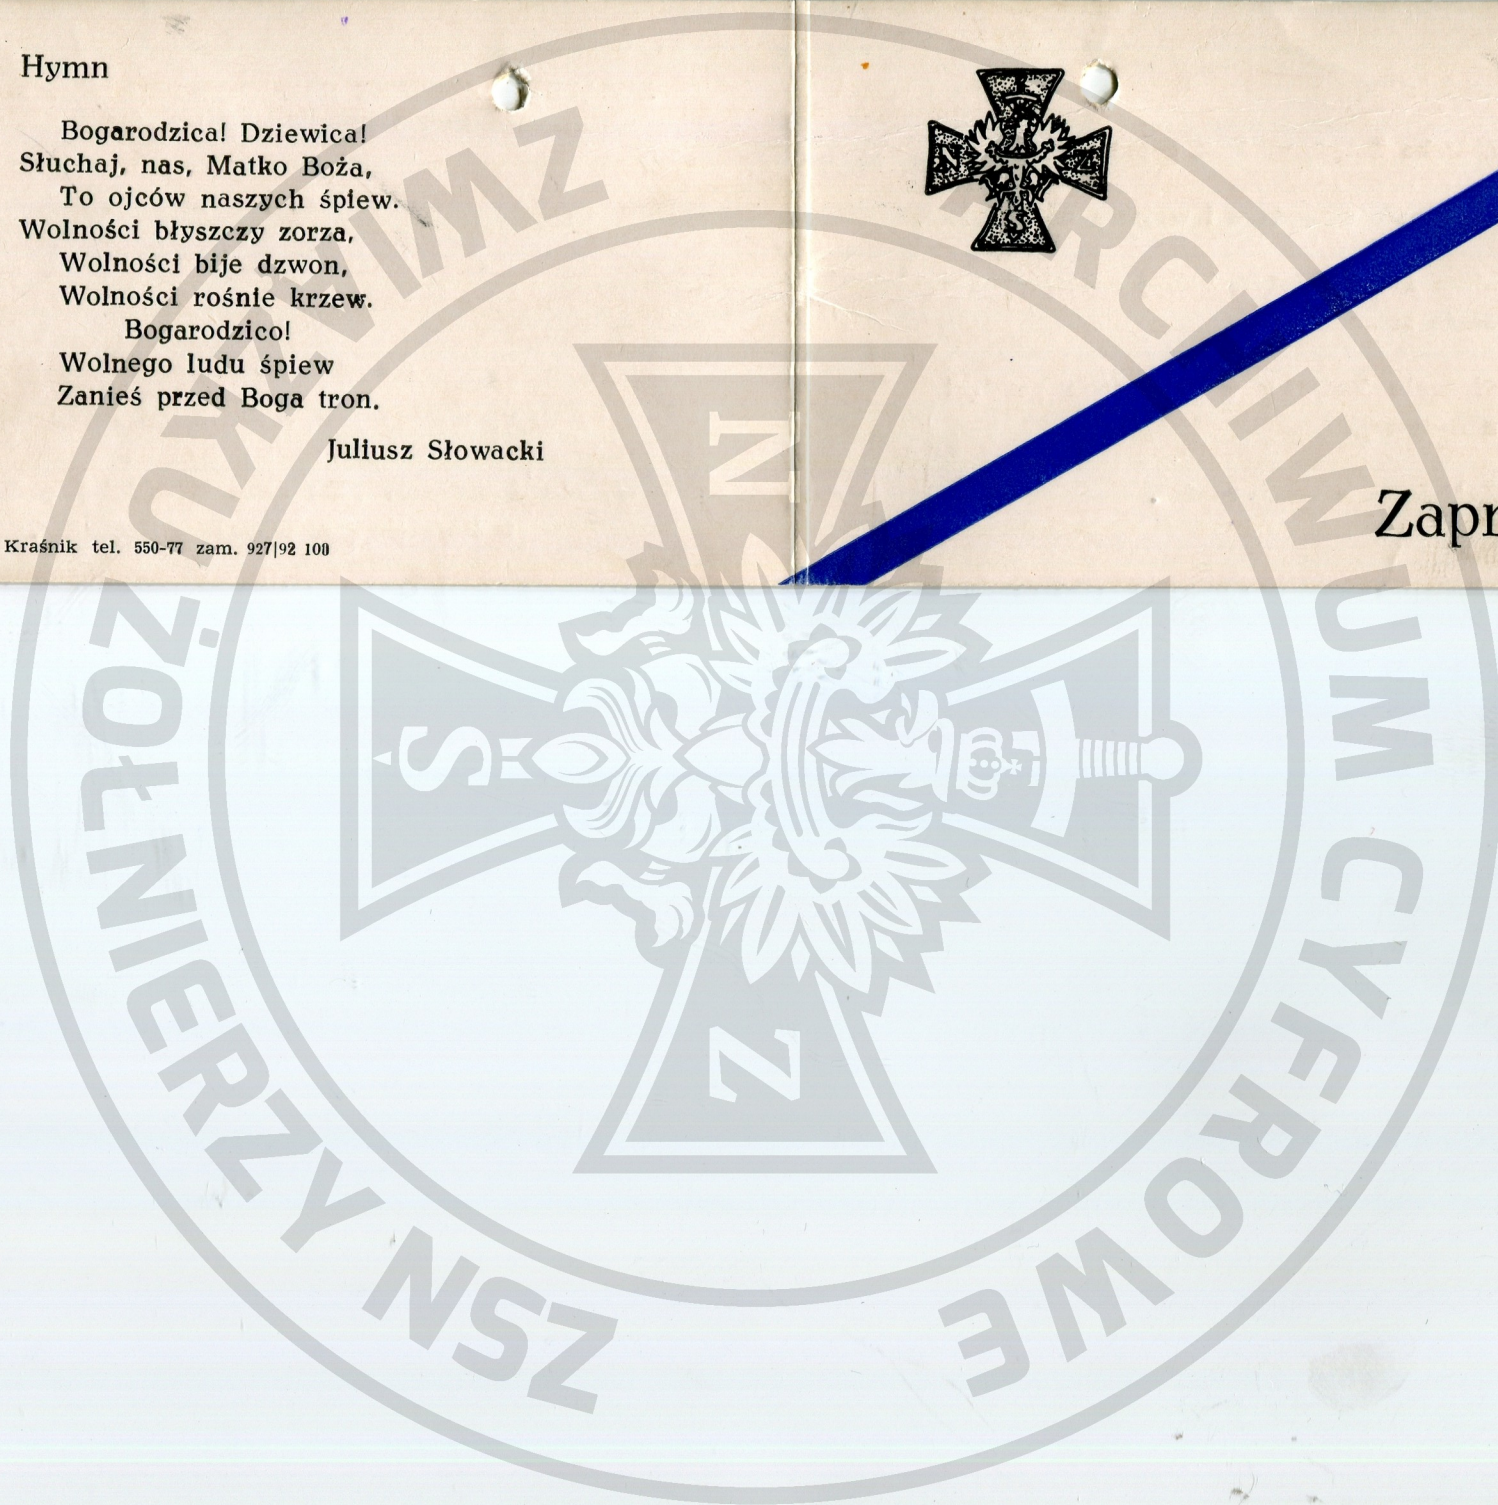 Hymn
Bogarodzica! Dziewica!
Słuchaj, nas, Matko Boża,
To ojców naszych śpiew.
Wolności błyszczy zorza,
Wolności bije dzwon,
Wolności rośnie krzew.
Bogarodzico!
Wolnego ludu śpiew
Zanieś przed Boga tron.
Juliusz Słowacki
Kraśnik tel. 550-77 zam. 927|92 100
Zapr
ARCHIWUM CYFROWE
ZWIĄZKU ŻOŁNIERZY NSZ
N
S
Z